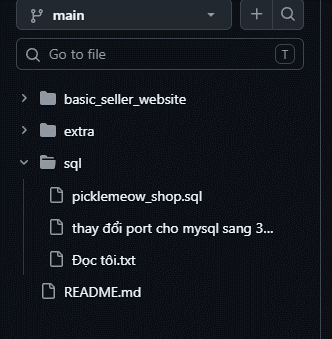 main
Go to file
T
basic_seller_website
extra
sql
picklemeow_shop.sql
thay đổi port cho mysql sang 3...
Đọc tôi.txt
README.md